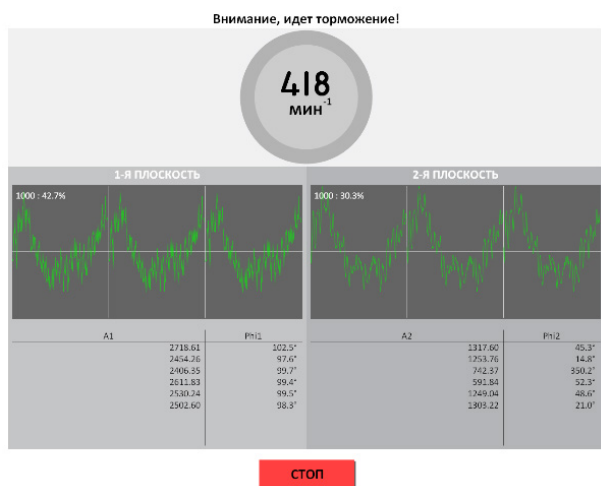 Внимание, идет торможение!
418
мин⁻¹
1-Я ПЛОСКОСТЬ
1000 : 42.7%
A1 Phi1
2718.61 102.5°
2454.26 97.6°
2406.35 99.7°
2611.83 99.4°
2530.24 99.5°
2502.60 98.3°
2-Я ПЛОСКОСТЬ
1000 : 30.3%
A2 Phi2
1317.60 45.3°
1253.76 14.8°
742.37 350.2°
591.84 52.3°
1249.04 48.6°
1303.22 21.0°
СТОП